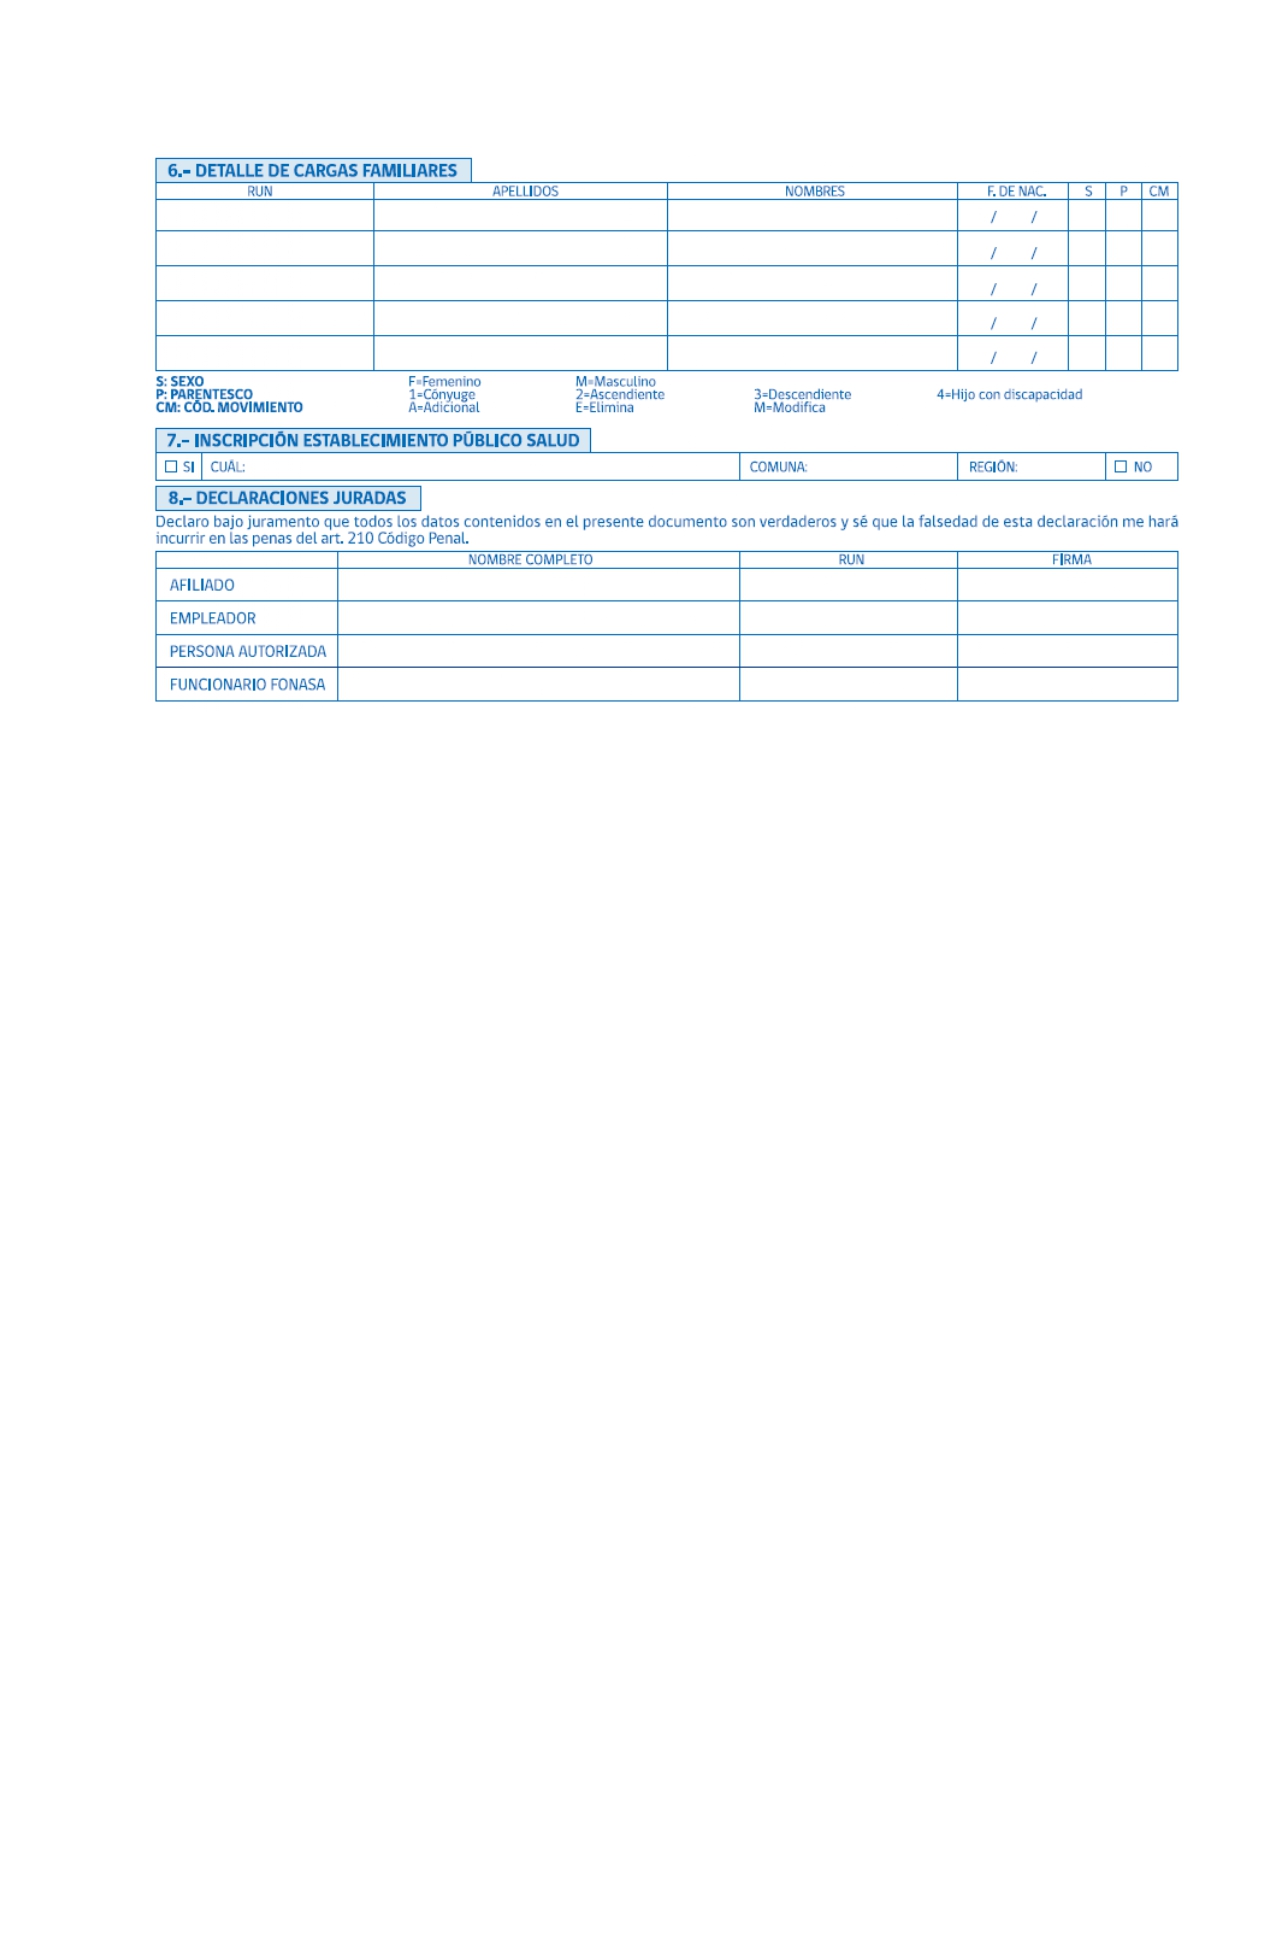 6.- DETALLE DE CARGAS FAMILIARES
RUN APELLIDOS NOMBRES F. DE NAC. S P CM
/ /
/ /
/ /
/ /
/ /
S: SEXO F=Femenino M=Masculino
P: PARENTESCO 1=Cónyuge 2=Ascendiente 3=Descendiente 4=Hijo con discapacidad
CM: CÓD. MOVIMIENTO A=Adicional E=Elimina M=Modifica
7.- INSCRIPCIÓN ESTABLECIMIENTO PÚBLICO SALUD
SI CUÁL: COMUNA: REGIÓN: NO
8.- DECLARACIONES JURADAS
Declaro bajo juramento que todos los datos contenidos en el presente documento son verdaderos y sé que la falsedad de esta declaración me hará
incurrir en las penas del art. 210 Código Penal.
NOMBRE COMPLETO RUN FIRMA
AFILIADO
EMPLEADOR
PERSONA AUTORIZADA
FUNCIONARIO FONASA